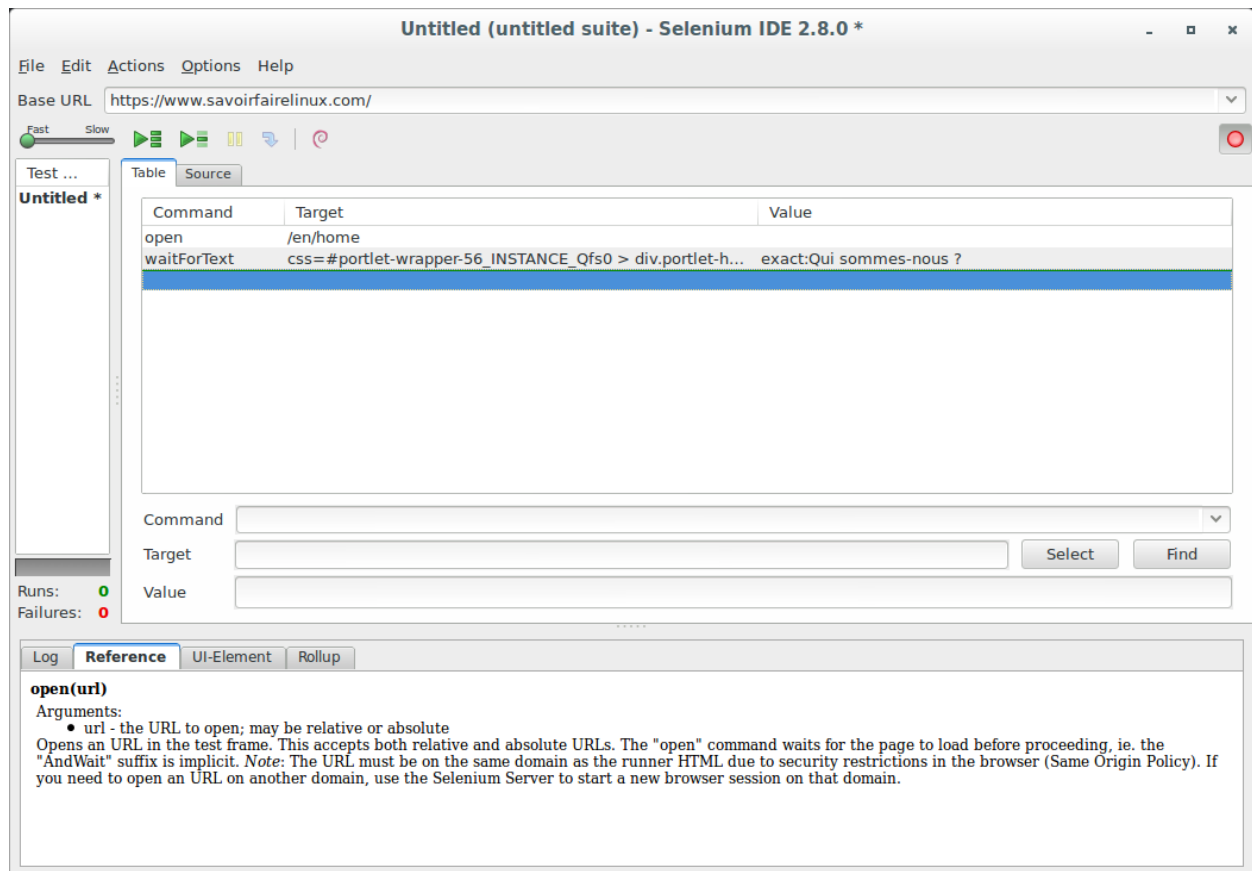 Untitled (untitled suite) - Selenium IDE 2.8.0 *
File Edit Actions Options Help
Base URL https://www.savoirfairelinux.com/
Fast Slow
Test ... Table Source
Untitled *
Command Target Value
open /en/home
waitForText css=#portlet-wrapper-56_INSTANCE_Qfs0 > div.portlet-h... exact:Qui sommes-nous ?
Command
Target Select Find
Runs: 0 Value
Failures: 0
Log Reference UI-Element Rollup
open(url)
Arguments:
• url - the URL to open; may be relative or absolute
Opens an URL in the test frame. This accepts both relative and absolute URLs. The "open" command waits for the page to load before proceeding, ie. the
"AndWait" suffix is implicit. Note: The URL must be on the same domain as the runner HTML due to security restrictions in the browser (Same Origin Policy). If
you need to open an URL on another domain, use the Selenium Server to start a new browser session on that domain.